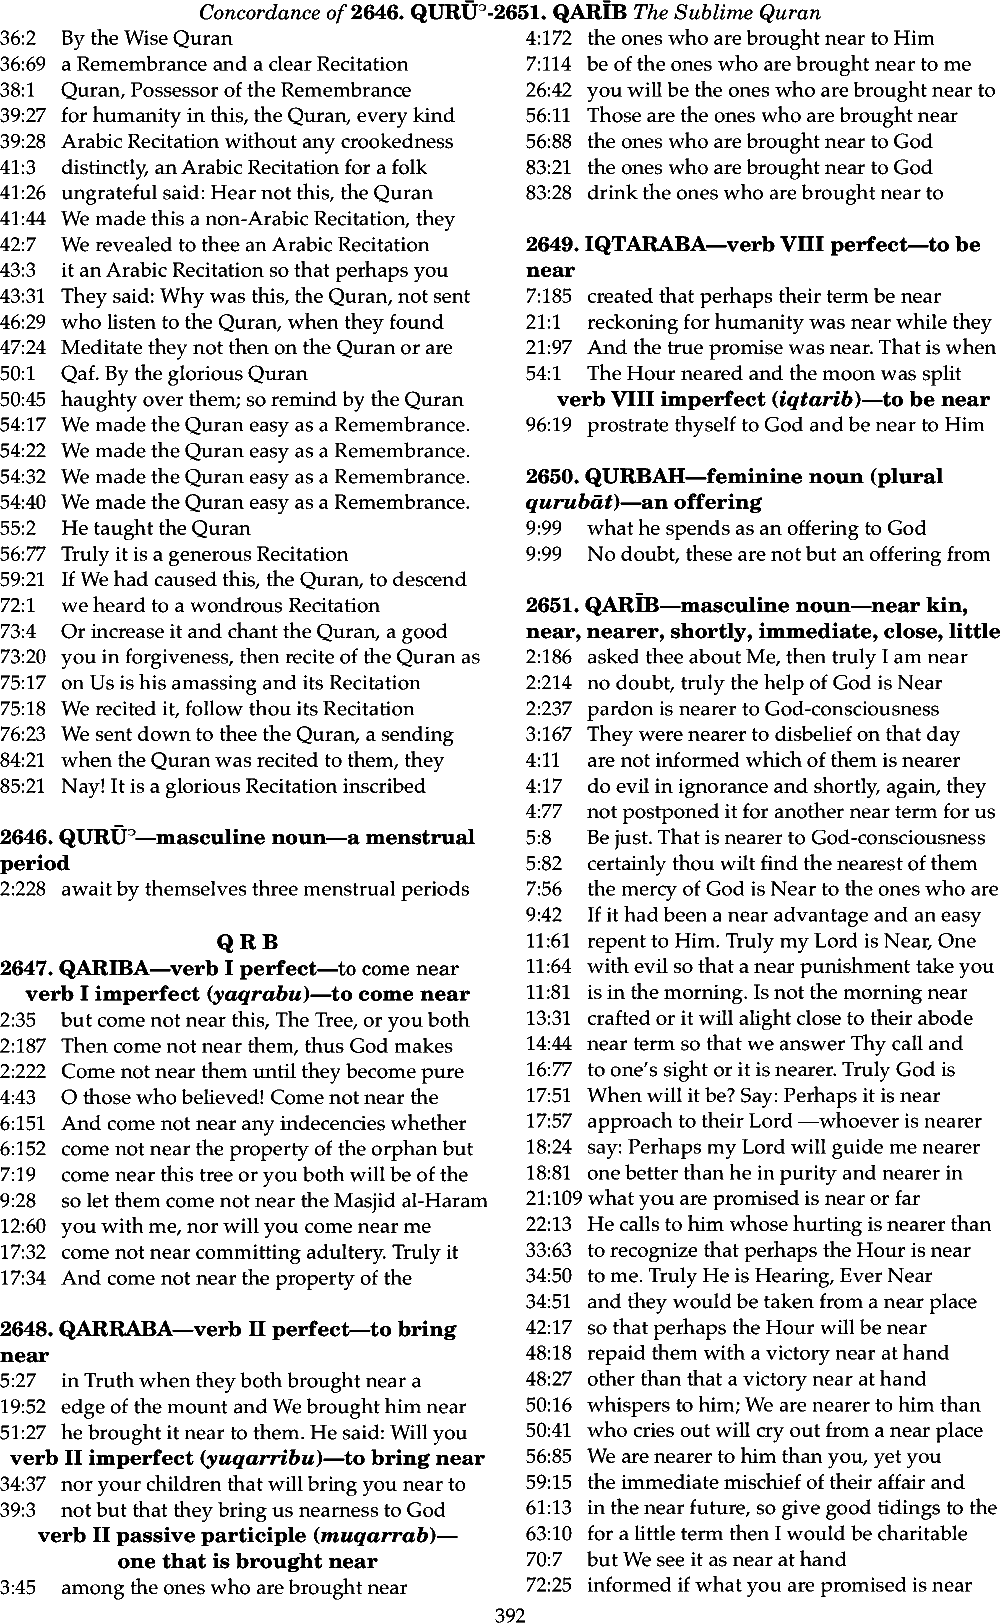 Concordance of 2646. QURŪᵓ-2651. QARĪB The Sublime Quran
36:2 By the Wise Quran
36:69 a Remembrance and a clear Recitation
38:1 Quran, Possessor of the Remembrance
39:27 for humanity in this, the Quran, every kind
39:28 Arabic Recitation without any crookedness
41:3 distinctly, an Arabic Recitation for a folk
41:26 ungrateful said: Hear not this, the Quran
41:44 We made this a non-Arabic Recitation, they
42:7 We revealed to thee an Arabic Recitation
43:3 it an Arabic Recitation so that perhaps you
43:31 They said: Why was this, the Quran, not sent
46:29 who listen to the Quran, when they found
47:24 Meditate they not then on the Quran or are
50:1 Qaf. By the glorious Quran
50:45 haughty over them; so remind by the Quran
54:17 We made the Quran easy as a Remembrance.
54:22 We made the Quran easy as a Remembrance.
54:32 We made the Quran easy as a Remembrance.
54:40 We made the Quran easy as a Remembrance.
55:2 He taught the Quran
56:77 Truly it is a generous Recitation
59:21 If We had caused this, the Quran, to descend
72:1 we heard to a wondrous Recitation
73:4 Or increase it and chant the Quran, a good
73:20 you in forgiveness, then recite of the Quran as
75:17 on Us is his amassing and its Recitation
75:18 We recited it, follow thou its Recitation
76:23 We sent down to thee the Quran, a sending
84:21 when the Quran was recited to them, they
85:21 Nay! It is a glorious Recitation inscribed
2646. QURŪᵓ—masculine noun—a menstrual
period
2:228 await by themselves three menstrual periods
Q R B
2647. QARIBA—verb I perfect—to come near
verb I imperfect (yaqrabu)—to come near
2:35 but come not near this, The Tree, or you both
2:187 Then come not near them, thus God makes
2:222 Come not near them until they become pure
4:43 O those who believed! Come not near the
6:151 And come not near any indecencies whether
6:152 come not near the property of the orphan but
7:19 come near this tree or you both will be of the
9:28 so let them come not near the Masjid al-Haram
12:60 you with me, nor will you come near me
17:32 come not near committing adultery. Truly it
17:34 And come not near the property of the
2648. QARRABA—verb II perfect—to bring
near
5:27 in Truth when they both brought near a
19:52 edge of the mount and We brought him near
51:27 he brought it near to them. He said: Will you
verb II imperfect (yuqarribu)—to bring near
34:37 nor your children that will bring you near to
39:3 not but that they bring us nearness to God
verb II passive participle (muqarrab)—
one that is brought near
3:45 among the ones who are brought near
4:172 the ones who are brought near to Him
7:114 be of the ones who are brought near to me
26:42 you will be the ones who are brought near to
56:11 Those are the ones who are brought near
56:88 the ones who are brought near to God
83:21 the ones who are brought near to God
83:28 drink the ones who are brought near to
2649. IQTARABA—verb VIII perfect—to be
near
7:185 created that perhaps their term be near
21:1 reckoning for humanity was near while they
21:97 And the true promise was near. That is when
54:1 The Hour neared and the moon was split
verb VIII imperfect (iqtarib)—to be near
96:19 prostrate thyself to God and be near to Him
2650. QURBAH—feminine noun (plural
qurubāt)—an offering
9:99 what he spends as an offering to God
9:99 No doubt, these are not but an offering from
2651. QARĪB—masculine noun—near kin,
near, nearer, shortly, immediate, close, little
2:186 asked thee about Me, then truly I am near
2:214 no doubt, truly the help of God is Near
2:237 pardon is nearer to God-consciousness
3:167 They were nearer to disbelief on that day
4:11 are not informed which of them is nearer
4:17 do evil in ignorance and shortly, again, they
4:77 not postponed it for another near term for us
5:8 Be just. That is nearer to God-consciousness
5:82 certainly thou wilt find the nearest of them
7:56 the mercy of God is Near to the ones who are
9:42 If it had been a near advantage and an easy
11:61 repent to Him. Truly my Lord is Near, One
11:64 with evil so that a near punishment take you
11:81 is in the morning. Is not the morning near
13:31 crafted or it will alight close to their abode
14:44 near term so that we answer Thy call and
16:77 to one's sight or it is nearer. Truly God is
17:51 When will it be? Say: Perhaps it is near
17:57 approach to their Lord —whoever is nearer
18:24 say: Perhaps my Lord will guide me nearer
18:81 one better than he in purity and nearer in
21:109 what you are promised is near or far
22:13 He calls to him whose hurting is nearer than
33:63 to recognize that perhaps the Hour is near
34:50 to me. Truly He is Hearing, Ever Near
34:51 and they would be taken from a near place
42:17 so that perhaps the Hour will be near
48:18 repaid them with a victory near at hand
48:27 other than that a victory near at hand
50:16 whispers to him; We are nearer to him than
50:41 who cries out will cry out from a near place
56:85 We are nearer to him than you, yet you
59:15 the immediate mischief of their affair and
61:13 in the near future, so give good tidings to the
63:10 for a little term then I would be charitable
70:7 but We see it as near at hand
72:25 informed if what you are promised is near
392